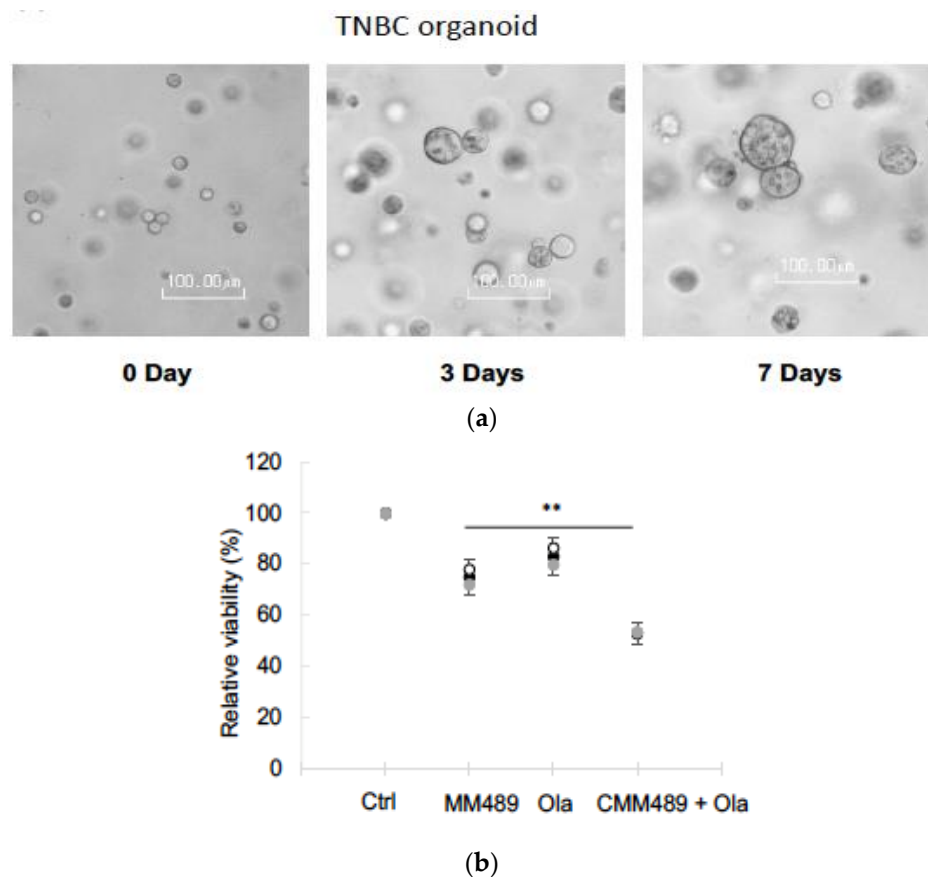 TNBC organoid
100.00μm 100.00μm 100.00μm
0 Day 3 Days 7 Days
(a)
120
100
80
60
40
20
0
Relative viability (%)
**
Ctrl MM489 Ola CMM489 + Ola
(b)